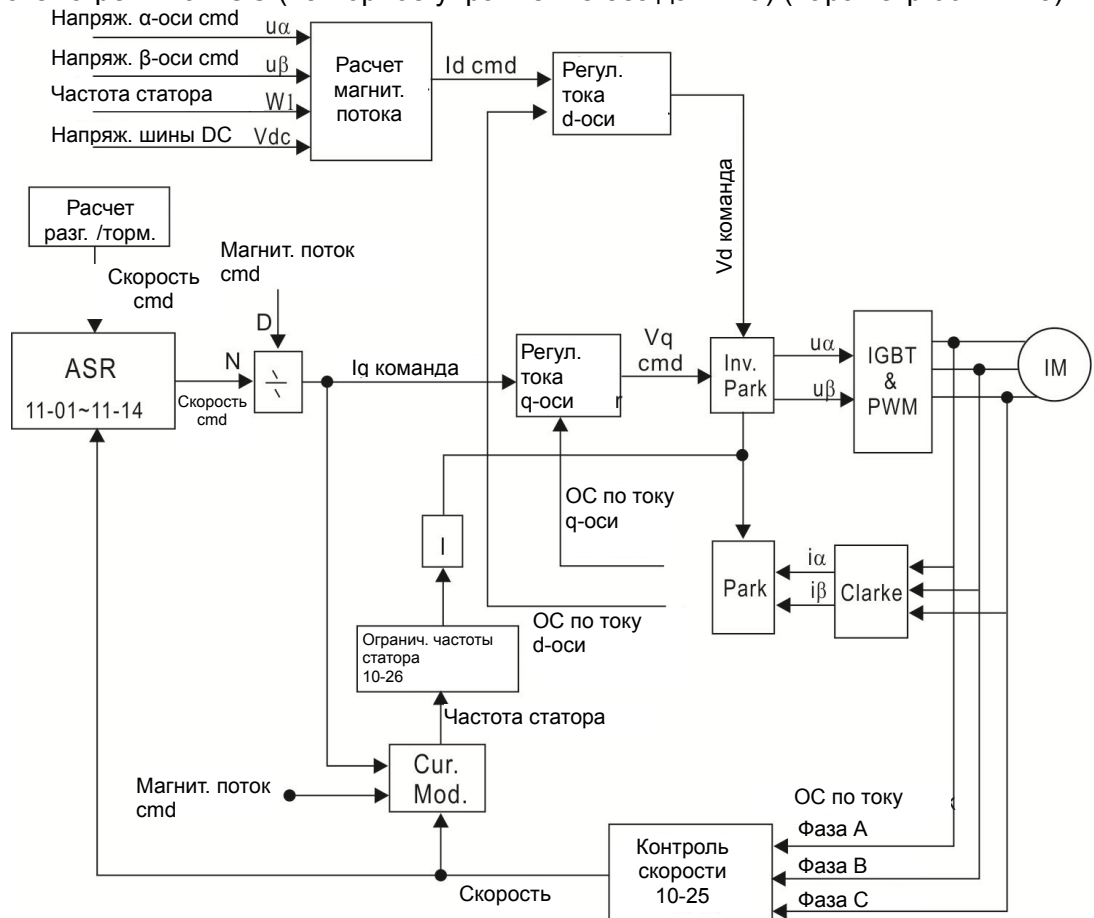 Напряж. α-оси cmd
uα
Напряж. β-оси cmd
uβ
Частота статора
W1
Напряж. шины DC
Vdc
Расчет
магнит.
потока
Id cmd
Регул.
тока
d-оси
Расчет
разг. /торм.
Скорость
cmd
Магнит. поток
cmd
Vd команда
D
ASR
11-01~11-14
N
Скорость
cmd
Iq команда
Регул.
тока
q-оси
r
Vq
cmd
Inv.
Park
uα
uβ
IGBT
&
PWM
IM
ОС по току
q-оси
I
Park
iα
iβ
Clarke
ОС по току
d-оси
Огранич. частоты
статора
10-26
Частота статора
Cur.
Mod.
Магнит. поток
cmd
ОС по току
Фаза А
Фаза В
Фаза С
Контроль
скорости
10-25
Скорость